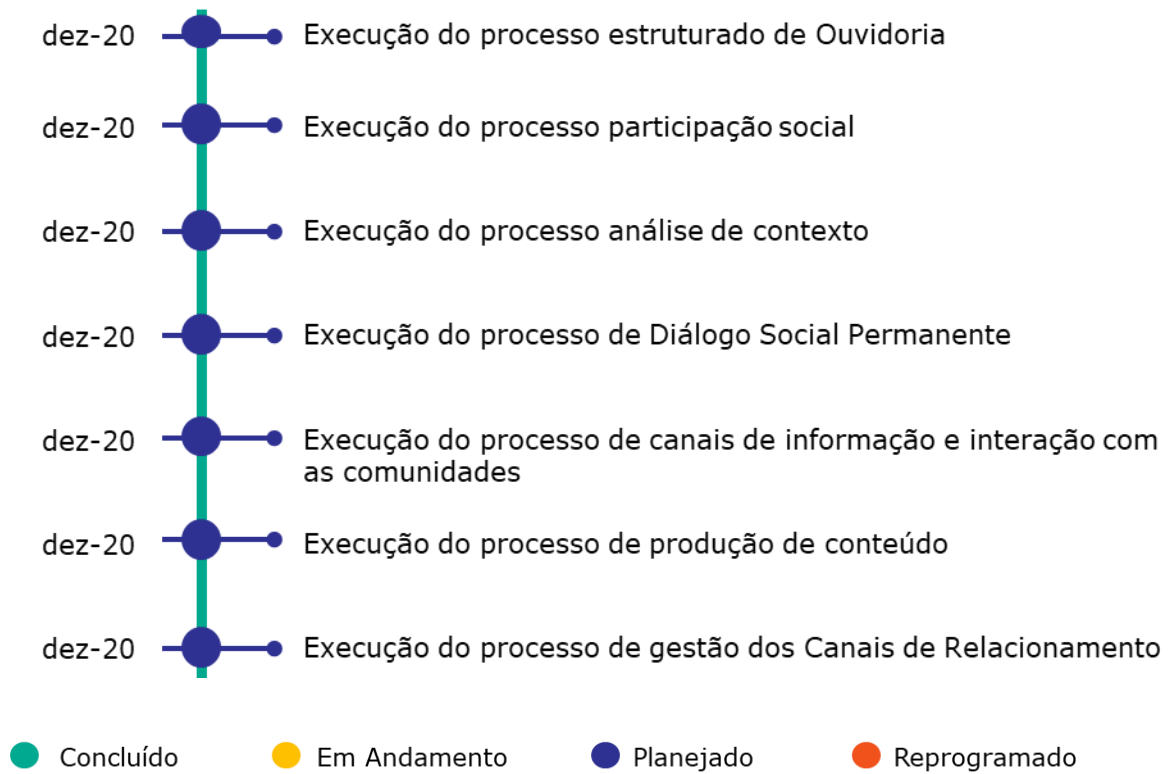 dez-20 Execução do processo estruturado de Ouvidoria
dez-20 Execução do processo participação social
dez-20 Execução do processo análise de contexto
dez-20 Execução do processo de Diálogo Social Permanente
dez-20 Execução do processo de canais de informação e interação com
as comunidades
dez-20 Execução do processo de produção de conteúdo
dez-20 Execução do processo de gestão dos Canais de Relacionamento
Concluído Em Andamento Planejado Reprogramado